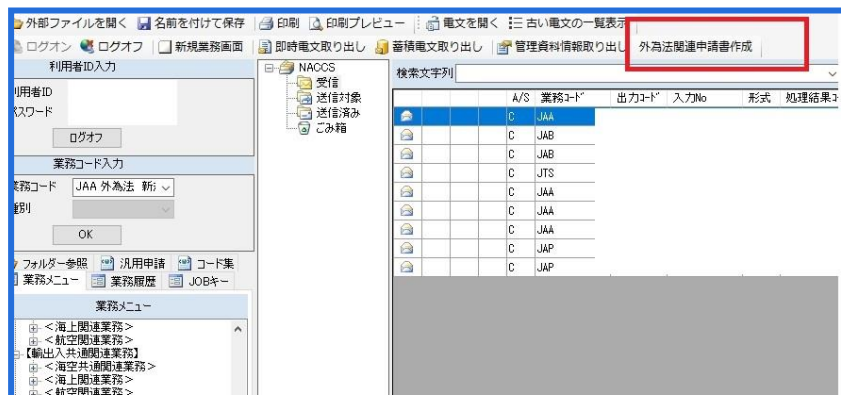 外部ファイルを開く 名前を付けて保存 印刷 印刷プレビュー 電文を開く 古い電文の一覧表示
ログオン ログオフ 新規業務画面 即時電文取り出し 蓄積電文取り出し 管理資料情報取り出し 外為法関連申請書作成
利用者ID入力
利用者ID
パスワード
ログオフ
業務コード入力
業務コード JAA 外為法 新
種別
OK
フォルダー参照 汎用申請 コード集
業務メニュー 業務履歴 JOBキー
業務メニュー
<海上関連業務>
<航空関連業務>
【輸出入共通関連業務】
<海空共通関連業務>
<海上関連業務>
<航空関連業務>
NACCS
受信
送信対象
送信済み
ごみ箱
検索文字列
A/S 業務コード 出力コード 入力No 形式 処理結果コ
C JAA
C JAB
C JAB
C JTS
C JAA
C JAA
C JAA
C JAP
C JAP